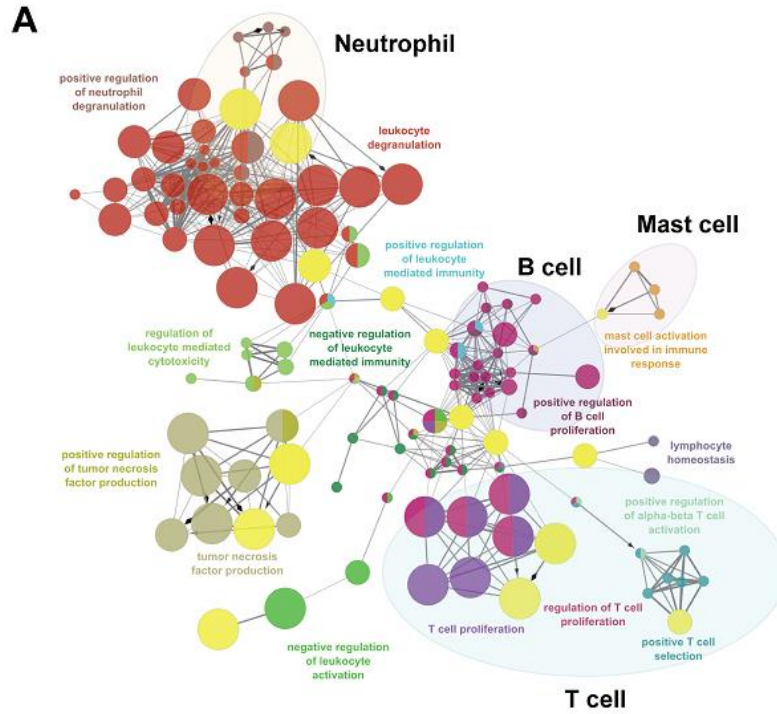 A
Neutrophil
positive regulation
of neutrophil
degranulation
leukocyte
degranulation
Mast cell
positive regulation
of leukocyte
mediated immunity
B cell
regulation of
leukocyte mediated
cytotoxicity
negative regulation
of leukocyte
mediated immunity
mast cell activation
involved in immune
response
positive regulation
of B cell
proliferation
positive regulation
of tumor necrosis
factor production
lymphocyte
homeostasis
positive regulation
of alpha-beta T cell
activation
tumor necrosis
factor production
T cell proliferation
regulation of T cell
proliferation
positive T cell
selection
negative regulation
of leukocyte
activation
T cell